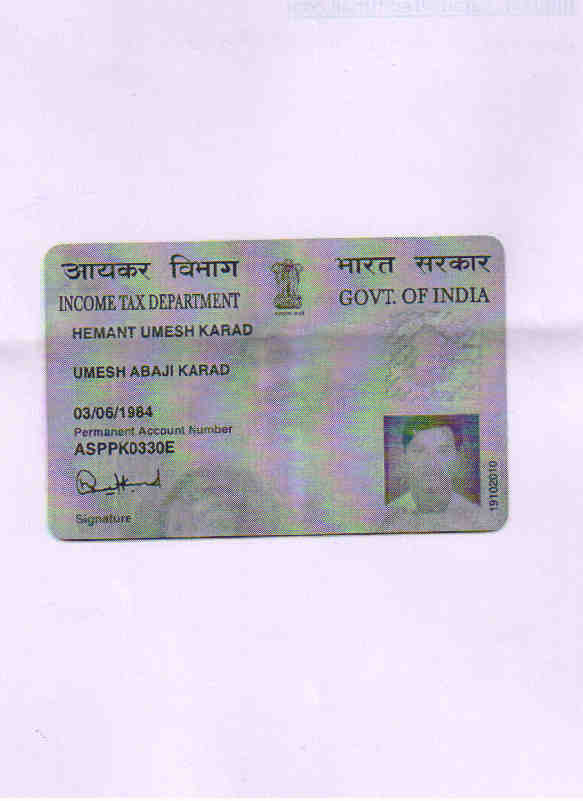 आयकर विभाग
INCOME TAX DEPARTMENT
भारत सरकार
GOVT. OF INDIA
HEMANT UMESH KARAD
UMESH ABAJI KARAD
03/06/1984
Permanent Account Number
ASPPK0330E
Signature
19102010